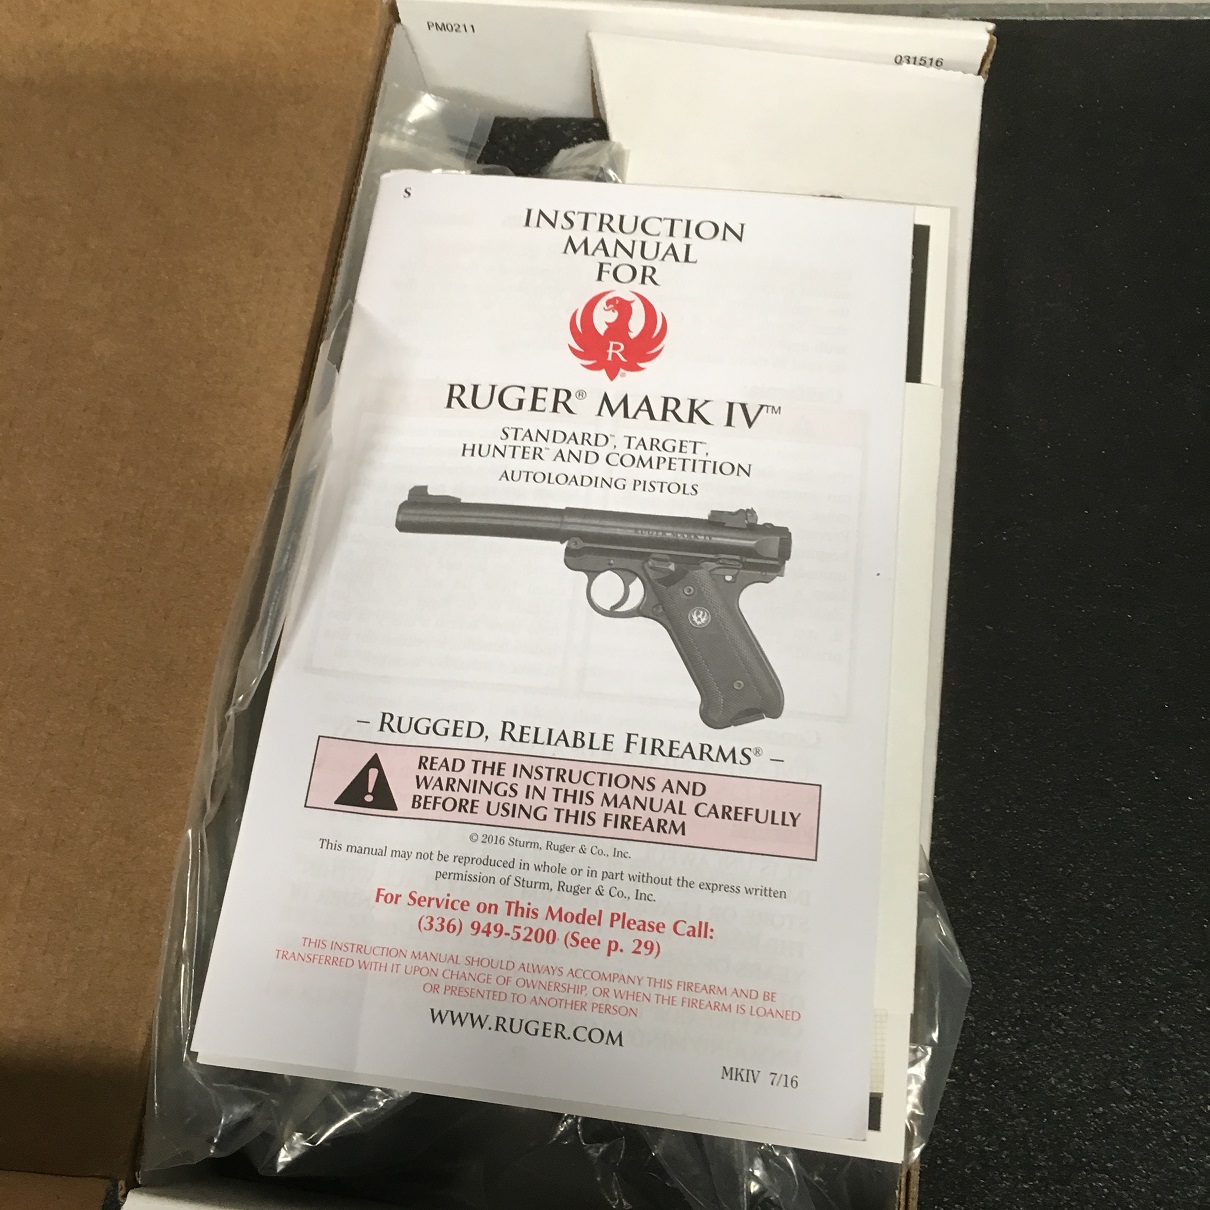 PM0211
031516
S
INSTRUCTION
MANUAL
FOR
R
RUGER® MARK IV™
STANDARD™, TARGET™,
HUNTER™ AND COMPETITION
AUTOLOADING PISTOLS
RUGER MARK IV
– RUGGED, RELIABLE FIREARMS® –
READ THE INSTRUCTIONS AND
WARNINGS IN THIS MANUAL CAREFULLY
BEFORE USING THIS FIREARM
© 2016 Sturm, Ruger & Co., Inc.
This manual may not be reproduced in whole or in part without the express written
permission of Sturm, Ruger & Co., Inc.
For Service on This Model Please Call:
(336) 949-5200 (See p. 29)
THIS INSTRUCTION MANUAL SHOULD ALWAYS ACCOMPANY THIS FIREARM AND BE
TRANSFERRED WITH IT UPON CHANGE OF OWNERSHIP, OR WHEN THE FIREARM IS LOANED
OR PRESENTED TO ANOTHER PERSON
WWW.RUGER.COM
MKIV 7/16